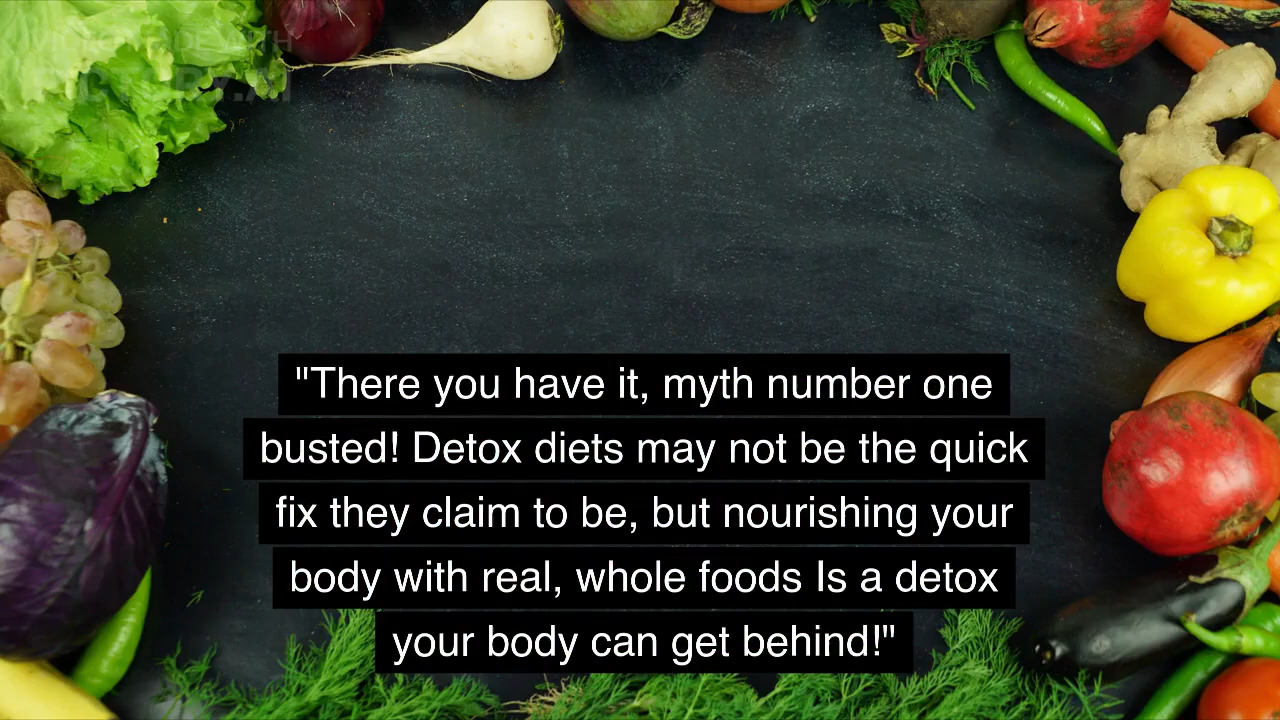 "There you have it, myth number one
busted! Detox diets may not be the quick
fix they claim to be, but nourishing your
body with real, whole foods Is a detox
your body can get behind!"